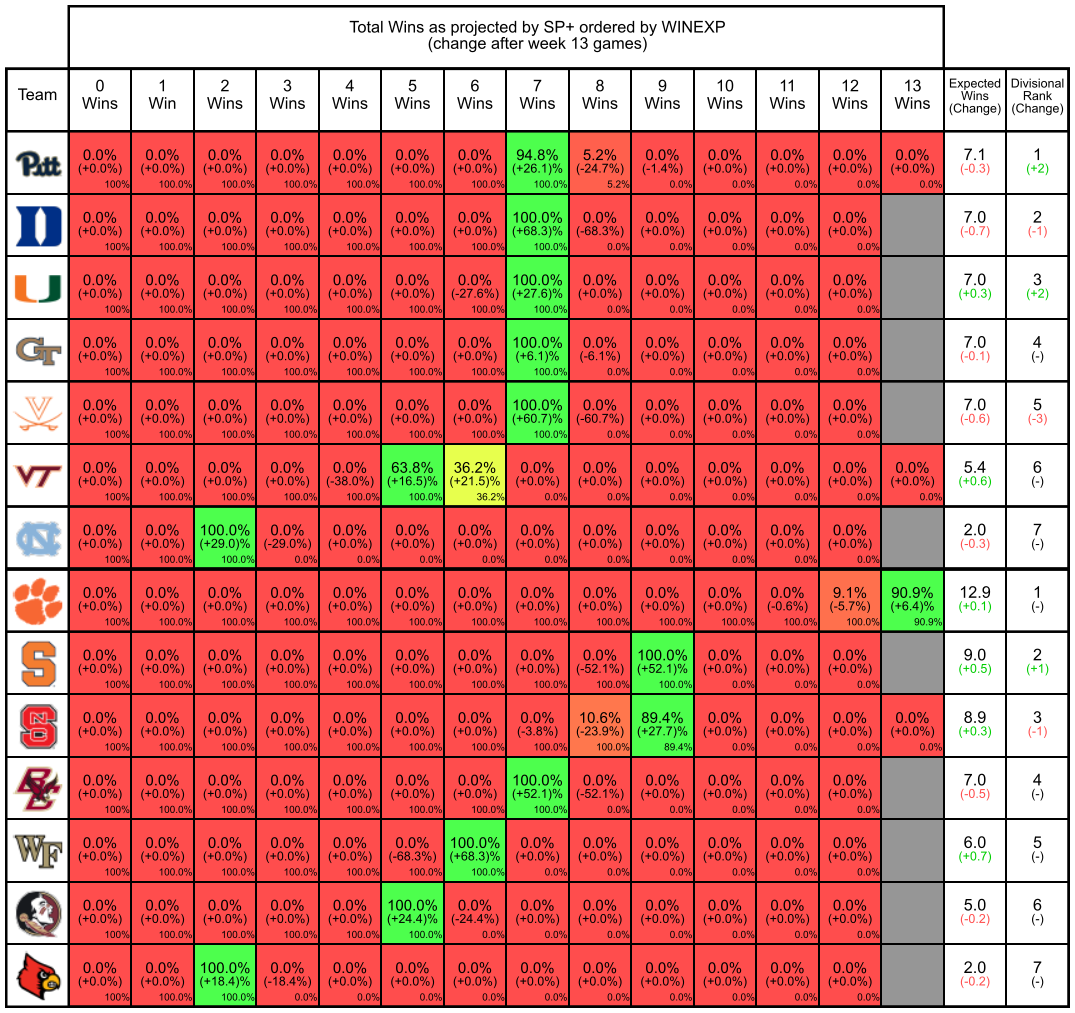 Total Wins as projected by SP+ ordered by WINEXP
(change after week 13 games)
Team 0 Wins 1 Win 2 Wins 3 Wins 4 Wins 5 Wins 6 Wins 7 Wins 8 Wins 9 Wins 10 Wins 11 Wins 12 Wins 13 Wins Expected Wins (Change) Divisional Rank (Change)
Pitt 0.0% 0.0% 0.0% 0.0% 0.0% 0.0% 0.0% 94.8% 5.2% 0.0% 0.0% 0.0% 0.0% 0.0% 7.1 1
(+0.0%) (+0.0%) (+0.0%) (+0.0%) (+0.0%) (+0.0%) (+0.0%) (+26.1)% (-24.7%) (-1.4%) (+0.0%) (+0.0%) (+0.0%) (+0.0%) (-0.3) (+2)
100% 100.0% 100.0% 100.0% 100.0% 100.0% 100.0% 100.0% 5.2% 0.0% 0.0% 0.0% 0.0% 0.0%
D 0.0% 0.0% 0.0% 0.0% 0.0% 0.0% 0.0% 100.0% 0.0% 0.0% 0.0% 0.0% 0.0% 7.0 2
(+0.0%) (+0.0%) (+0.0%) (+0.0%) (+0.0%) (+0.0%) (+0.0%) (+68.3)% (-68.3%) (+0.0%) (+0.0%) (+0.0%) (+0.0%) (-0.7) (-1)
100% 100.0% 100.0% 100.0% 100.0% 100.0% 100.0% 100.0% 0.0% 0.0% 0.0% 0.0% 0.0%
U 0.0% 0.0% 0.0% 0.0% 0.0% 0.0% 0.0% 100.0% 0.0% 0.0% 0.0% 0.0% 0.0% 7.0 3
(+0.0%) (+0.0%) (+0.0%) (+0.0%) (+0.0%) (+0.0%) (-27.6%) (+27.6)% (+0.0%) (+0.0%) (+0.0%) (+0.0%) (+0.0%) (+0.3) (+2)
100% 100.0% 100.0% 100.0% 100.0% 100.0% 100.0% 100.0% 0.0% 0.0% 0.0% 0.0% 0.0%
GT 0.0% 0.0% 0.0% 0.0% 0.0% 0.0% 0.0% 100.0% 0.0% 0.0% 0.0% 0.0% 0.0% 7.0 4
(+0.0%) (+0.0%) (+0.0%) (+0.0%) (+0.0%) (+0.0%) (+0.0%) (+6.1)% (-6.1%) (+0.0%) (+0.0%) (+0.0%) (+0.0%) (-0.1) (-)
100% 100.0% 100.0% 100.0% 100.0% 100.0% 100.0% 100.0% 0.0% 0.0% 0.0% 0.0% 0.0%
V 0.0% 0.0% 0.0% 0.0% 0.0% 0.0% 0.0% 100.0% 0.0% 0.0% 0.0% 0.0% 0.0% 7.0 5
(+0.0%) (+0.0%) (+0.0%) (+0.0%) (+0.0%) (+0.0%) (+0.0%) (+60.7)% (-60.7%) (+0.0%) (+0.0%) (+0.0%) (+0.0%) (-0.6) (-3)
100% 100.0% 100.0% 100.0% 100.0% 100.0% 100.0% 100.0% 0.0% 0.0% 0.0% 0.0% 0.0%
VT 0.0% 0.0% 0.0% 0.0% 0.0% 63.8% 36.2% 0.0% 0.0% 0.0% 0.0% 0.0% 0.0% 0.0% 5.4 6
(+0.0%) (+0.0%) (+0.0%) (+0.0%) (-38.0%) (+16.5)% (+21.5)% (+0.0%) (+0.0%) (+0.0%) (+0.0%) (+0.0%) (+0.0%) (+0.0%) (+0.6) (-)
100% 100.0% 100.0% 100.0% 100.0% 100.0% 36.2% 0.0% 0.0% 0.0% 0.0% 0.0% 0.0% 0.0%
NC 0.0% 0.0% 100.0% 0.0% 0.0% 0.0% 0.0% 0.0% 0.0% 0.0% 0.0% 0.0% 0.0% 2.0 7
(+0.0%) (+0.0%) (+29.0)% (-29.0%) (+0.0%) (+0.0%) (+0.0%) (+0.0%) (+0.0%) (+0.0%) (+0.0%) (+0.0%) (+0.0%) (-0.3) (-)
100% 100.0% 100.0% 0.0% 0.0% 0.0% 0.0% 0.0% 0.0% 0.0% 0.0% 0.0% 0.0%
0.0% 0.0% 0.0% 0.0% 0.0% 0.0% 0.0% 0.0% 0.0% 0.0% 0.0% 0.0% 9.1% 90.9% 12.9 1
(+0.0%) (+0.0%) (+0.0%) (+0.0%) (+0.0%) (+0.0%) (+0.0%) (+0.0%) (+0.0%) (+0.0%) (+0.0%) (-0.6%) (-5.7%) (+6.4)% (+0.1) (-)
100% 100.0% 100.0% 100.0% 100.0% 100.0% 100.0% 100.0% 100.0% 100.0% 100.0% 100.0% 100.0% 90.9%
S 0.0% 0.0% 0.0% 0.0% 0.0% 0.0% 0.0% 0.0% 0.0% 100.0% 0.0% 0.0% 0.0% 9.0 2
(+0.0%) (+0.0%) (+0.0%) (+0.0%) (+0.0%) (+0.0%) (+0.0%) (+0.0%) (-52.1%) (+52.1)% (+0.0%) (+0.0%) (+0.0%) (+0.5) (+1)
100% 100.0% 100.0% 100.0% 100.0% 100.0% 100.0% 100.0% 100.0% 100.0% 0.0% 0.0% 0.0%
NCS 0.0% 0.0% 0.0% 0.0% 0.0% 0.0% 0.0% 0.0% 10.6% 89.4% 0.0% 0.0% 0.0% 0.0% 8.9 3
(+0.0%) (+0.0%) (+0.0%) (+0.0%) (+0.0%) (+0.0%) (+0.0%) (-3.8%) (-23.9%) (+27.7)% (+0.0%) (+0.0%) (+0.0%) (+0.0%) (+0.3) (-1)
100% 100.0% 100.0% 100.0% 100.0% 100.0% 100.0% 100.0% 100.0% 89.4% 0.0% 0.0% 0.0% 0.0%
BC 0.0% 0.0% 0.0% 0.0% 0.0% 0.0% 0.0% 100.0% 0.0% 0.0% 0.0% 0.0% 0.0% 7.0 4
(+0.0%) (+0.0%) (+0.0%) (+0.0%) (+0.0%) (+0.0%) (+0.0%) (+52.1)% (-52.1%) (+0.0%) (+0.0%) (+0.0%) (+0.0%) (-0.5) (-)
100% 100.0% 100.0% 100.0% 100.0% 100.0% 100.0% 100.0% 0.0% 0.0% 0.0% 0.0% 0.0%
WF 0.0% 0.0% 0.0% 0.0% 0.0% 0.0% 100.0% 0.0% 0.0% 0.0% 0.0% 0.0% 0.0% 6.0 5
(+0.0%) (+0.0%) (+0.0%) (+0.0%) (+0.0%) (-68.3%) (+68.3)% (+0.0%) (+0.0%) (+0.0%) (+0.0%) (+0.0%) (+0.0%) (+0.7) (-)
100% 100.0% 100.0% 100.0% 100.0% 100.0% 100.0% 0.0% 0.0% 0.0% 0.0% 0.0% 0.0%
0.0% 0.0% 0.0% 0.0% 0.0% 100.0% 0.0% 0.0% 0.0% 0.0% 0.0% 0.0% 0.0% 5.0 6
(+0.0%) (+0.0%) (+0.0%) (+0.0%) (+0.0%) (+24.4)% (-24.4%) (+0.0%) (+0.0%) (+0.0%) (+0.0%) (+0.0%) (+0.0%) (-0.2) (-)
100% 100.0% 100.0% 100.0% 100.0% 100.0% 0.0% 0.0% 0.0% 0.0% 0.0% 0.0% 0.0%
0.0% 0.0% 100.0% 0.0% 0.0% 0.0% 0.0% 0.0% 0.0% 0.0% 0.0% 0.0% 0.0% 2.0 7
(+0.0%) (+0.0%) (+18.4)% (-18.4%) (+0.0%) (+0.0%) (+0.0%) (+0.0%) (+0.0%) (+0.0%) (+0.0%) (+0.0%) (+0.0%) (-0.2) (-)
100% 100.0% 100.0% 0.0% 0.0% 0.0% 0.0% 0.0% 0.0% 0.0% 0.0% 0.0% 0.0%